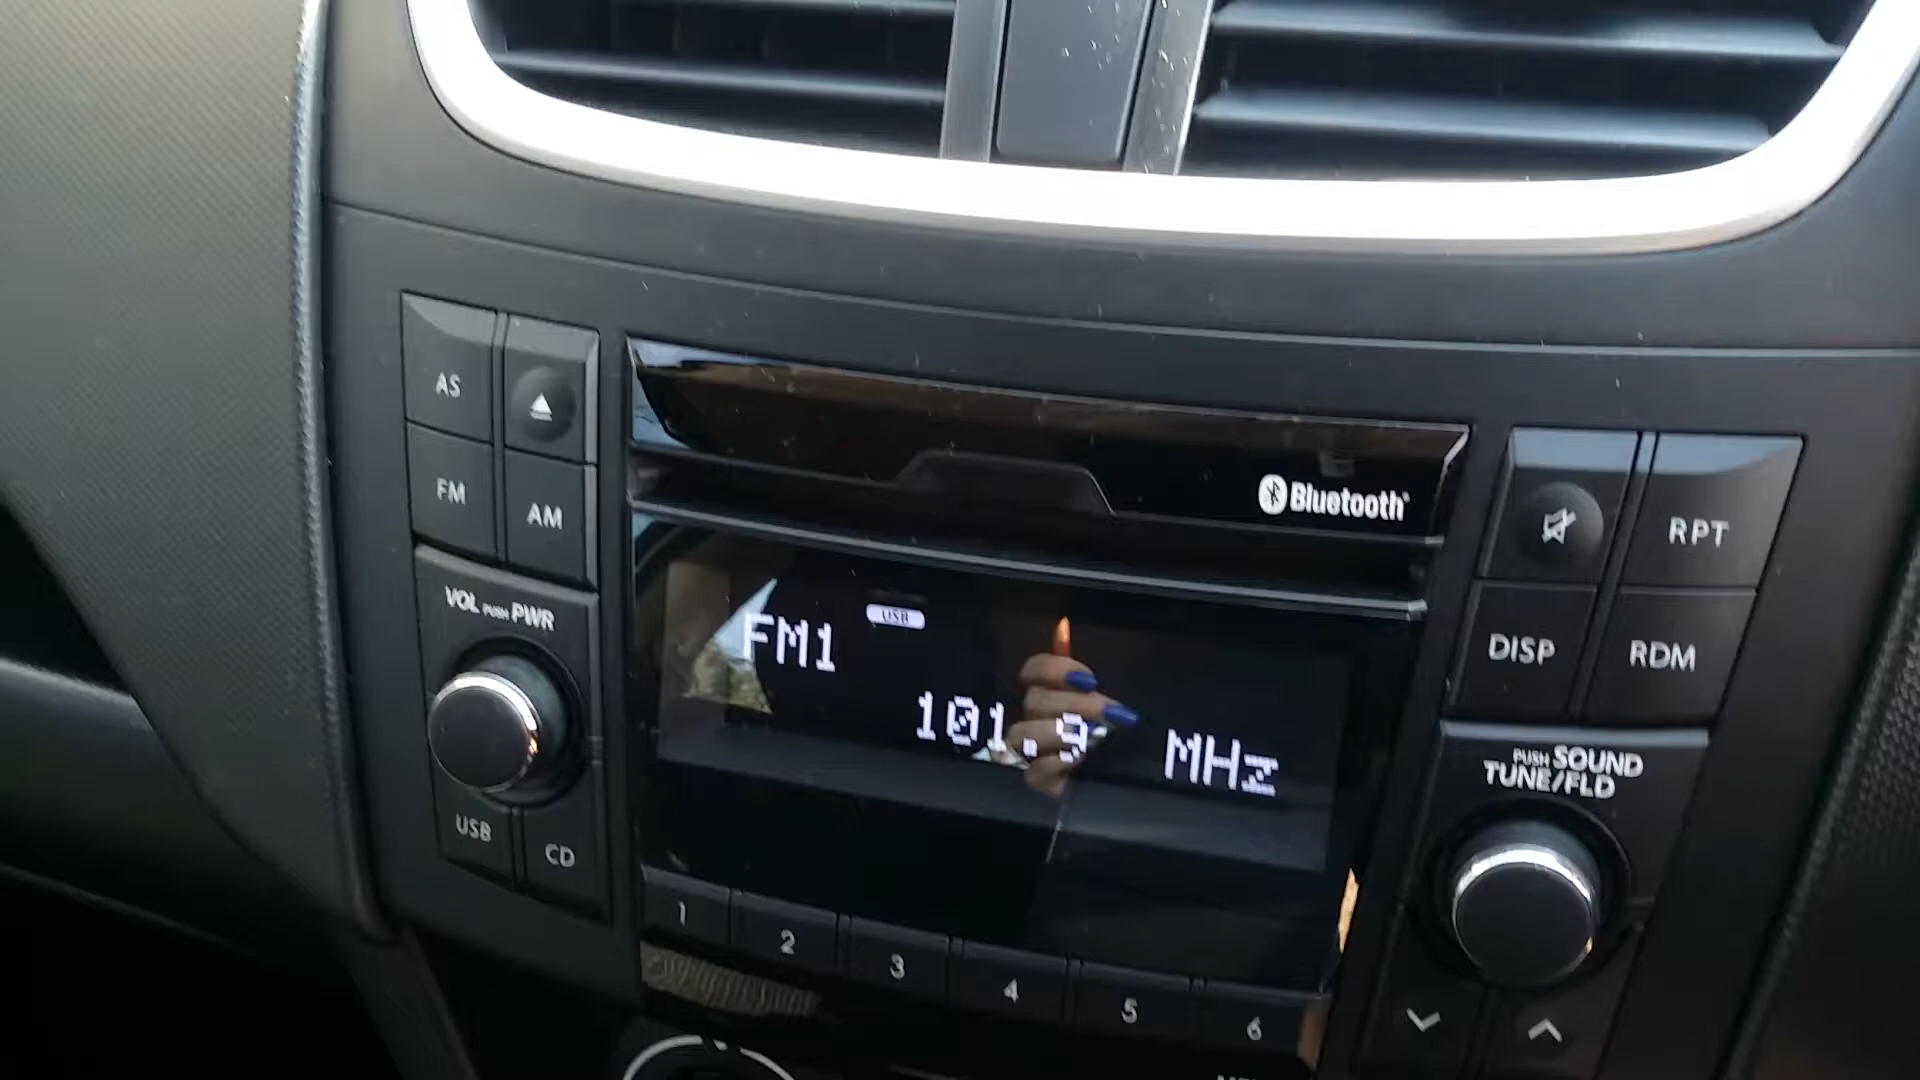 AS
FM
AM
VOL PUSH PWR
USB
CD
Bluetooth
USB
FM1
101.9 MHz
1
2
3
4
5
6
RPT
DISP
RDM
PUSH SOUND
TUNE/FLD